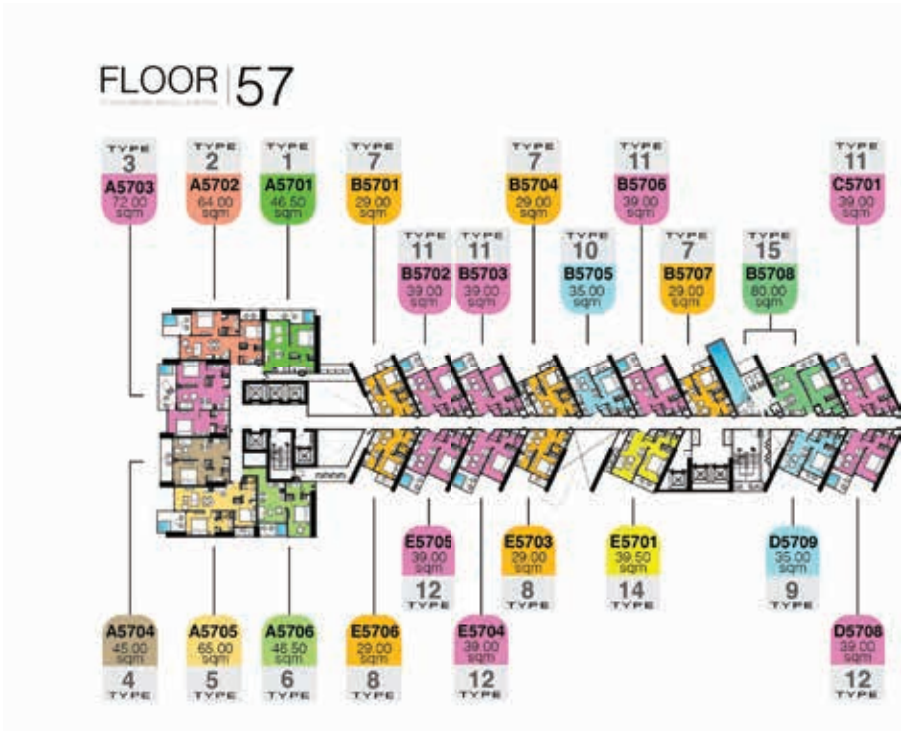 FLOOR | 57
TYPE
3
A5703
72.00
sqm
TYPE
2
A5702
64.00
sqm
TYPE
1
A5701
46.50
sqm
TYPE
7
B5701
29.00
sqm
TYPE
7
B5704
29.00
sqm
TYPE
11
B5706
39.00
sqm
TYPE
11
C5701
39.00
sqm
TYPE
11
B5702
39.00
sqm
TYPE
11
B5703
39.00
sqm
TYPE
10
B5705
35.00
sqm
TYPE
7
B5707
29.00
sqm
TYPE
15
B5708
80.00
sqm
E5705
39.00
sqm
12
TYPE
E5703
29.00
sqm
8
TYPE
E5701
39.50
sqm
14
TYPE
D5709
35.00
sqm
9
TYPE
A5704
45.00
sqm
4
TYPE
A5705
65.00
sqm
5
TYPE
A5706
46.50
sqm
6
TYPE
E5706
29.00
sqm
8
TYPE
E5704
39.00
sqm
12
TYPE
D5708
39.00
sqm
12
TYPE